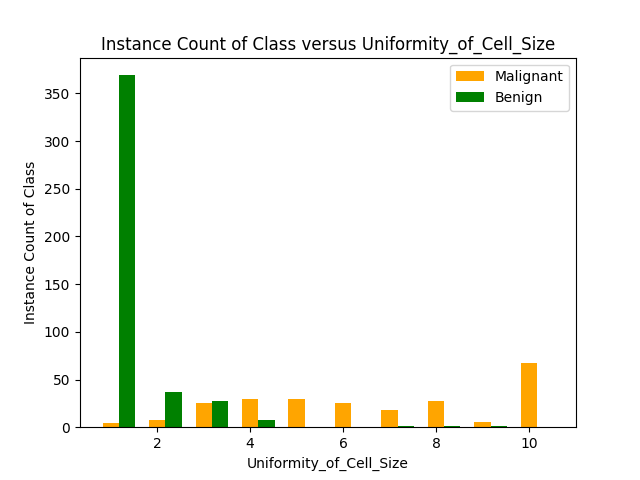 Instance Count of Class versus Uniformity_of_Cell_Size
Malignant
Benign
Instance Count of Class
350
300
250
200
150
100
50
0
2 4 6 8 10
Uniformity_of_Cell_Size